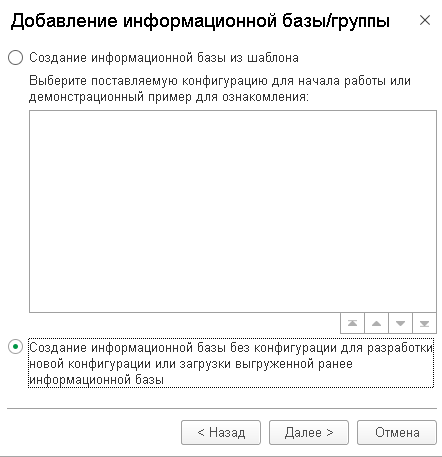 Добавление информационной базы/группы
Создание информационной базы из шаблона
Выберите поставляемую конфигурацию для начала работы или
демонстрационный пример для ознакомления:
Создание информационной базы без конфигурации для разработки
новой конфигурации или загрузки выгруженной ранее
информационной базы
< Назад Далее > Отмена